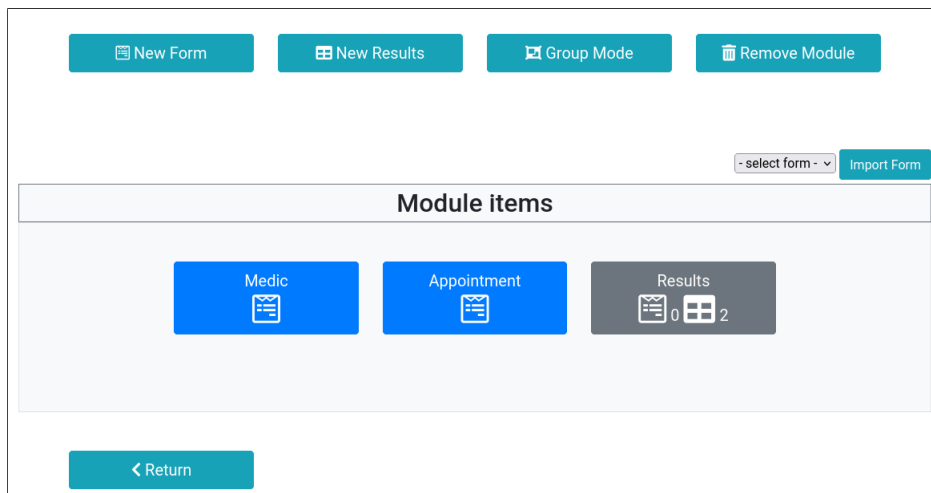 New Form
New Results
Group Mode
Remove Module
- select form -
Import Form
Module items
Medic
Appointment
Results
0 2
Return